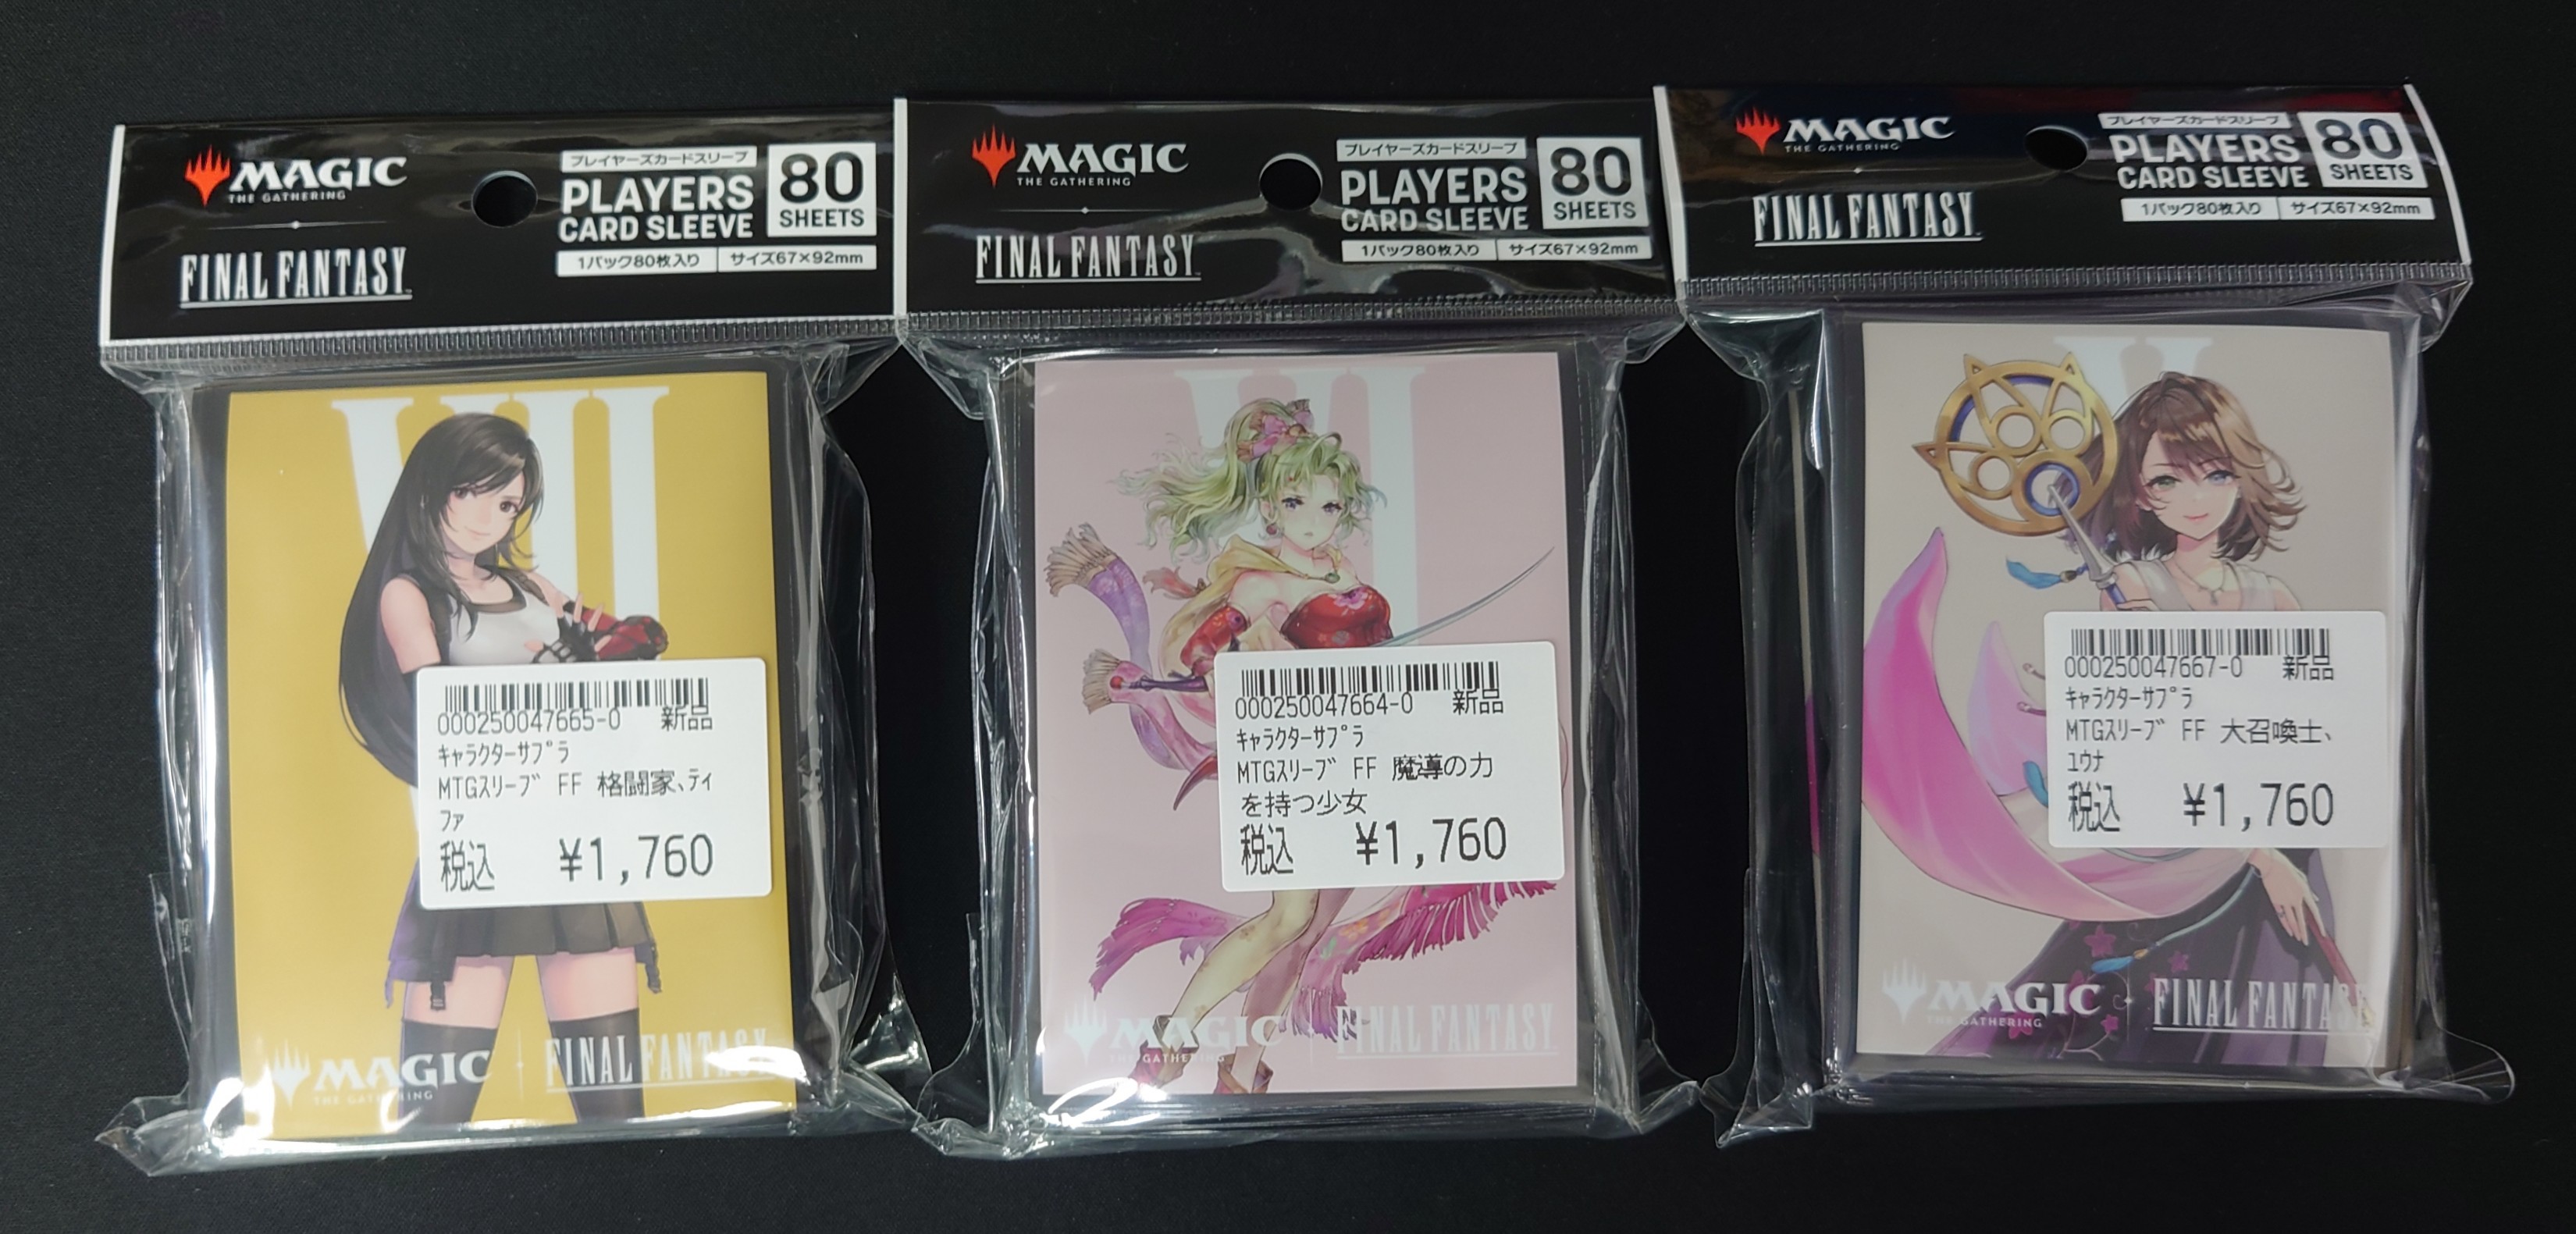 MAGIC
THE GATHERING
FINAL FANTASY
プレイヤーズカードスリーブ
PLAYERS
CARD SLEEVE
80
SHEETS
1パック80枚入り
サイズ67×92mm
VII
000250047665-0 新品
ｷｬﾗｸﾀｰｻﾌﾟﾗ
MTGｽﾘｰﾌﾞ FF 格闘家､ﾃｨ
ﾌｧ
税込 ¥1,760
MAGIC
THE GATHERING
FINAL FANTASY
MAGIC
THE GATHERING
FINAL FANTASY
プレイヤーズカードスリーブ
PLAYERS
CARD SLEEVE
80
SHEETS
1パック80枚入り
サイズ67×92mm
VI
000250047664-0 新品
ｷｬﾗｸﾀｰｻﾌﾟﾗ
MTGｽﾘｰﾌﾞ FF 魔導の力
を持つ少女
税込 ¥1,760
MAGIC
THE GATHERING
FINAL FANTASY
MAGIC
THE GATHERING
FINAL FANTASY
プレイヤーズカードスリーブ
PLAYERS
CARD SLEEVE
80
SHEETS
1パック80枚入り
サイズ67×92mm
000250047667-0 新品
ｷｬﾗｸﾀｰｻﾌﾟﾗ
MTGｽﾘｰﾌﾞ FF 大召喚士､
ﾕｳﾅ
税込 ¥1,760
MAGIC
THE GATHERING
FINAL FANTASY